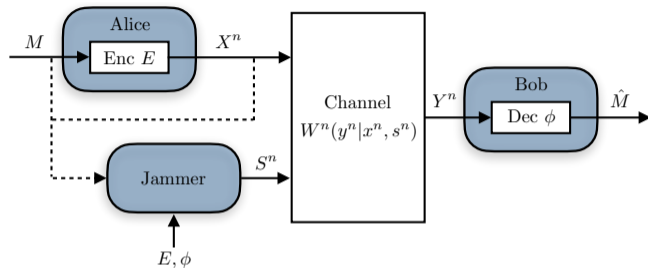 Alice
M
Enc E
X^n
Channel
W^n(y^n|x^n, s^n)
Y^n
Bob
Dec ϕ
M̂
Jammer
S^n
E, ϕ